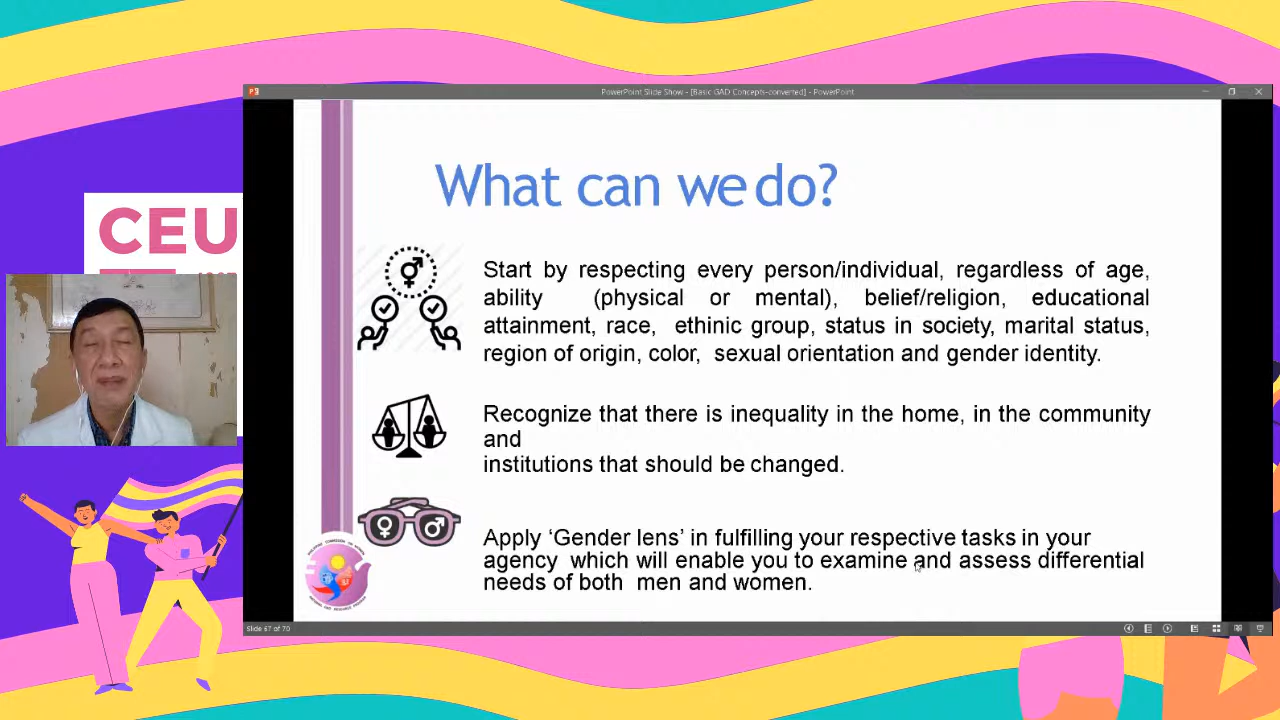 PowerPoint Slide Show - [Basic GAD Concepts-converted] - PowerPoint
What can we do?
CEU
Start by respecting every person/individual, regardless of age,
ability (physical or mental), belief/religion, educational
attainment, race, ethinic group, status in society, marital status,
region of origin, color, sexual orientation and gender identity.
Recognize that there is inequality in the home, in the community
and
institutions that should be changed.
Apply ‘Gender lens’ in fulfilling your respective tasks in your
agency which will enable you to examine and assess differential
needs of both men and women.
Slide 67 of 70